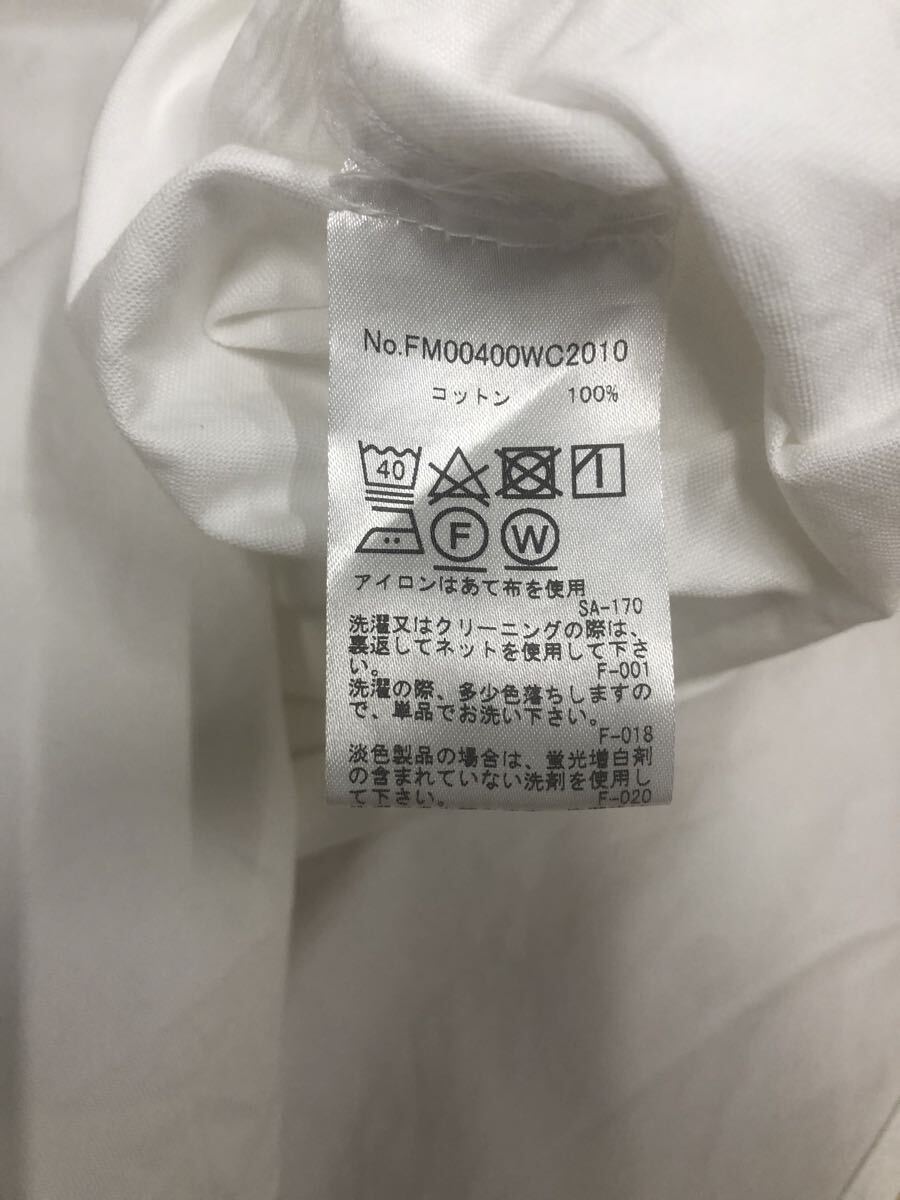 No.FM00400WC2010
コットン 100%
40
F W
アイロンはあて布を使用
SA-170
洗濯又はクリーニングの際は、
裏返してネットを使用して下さ
い。 F-001
洗濯の際、多少色落ちしますの
で、単品でお洗い下さい。
F-018
淡色製品の場合は、蛍光増白剤
の含まれていない洗剤を使用し
て下さい。 F-020